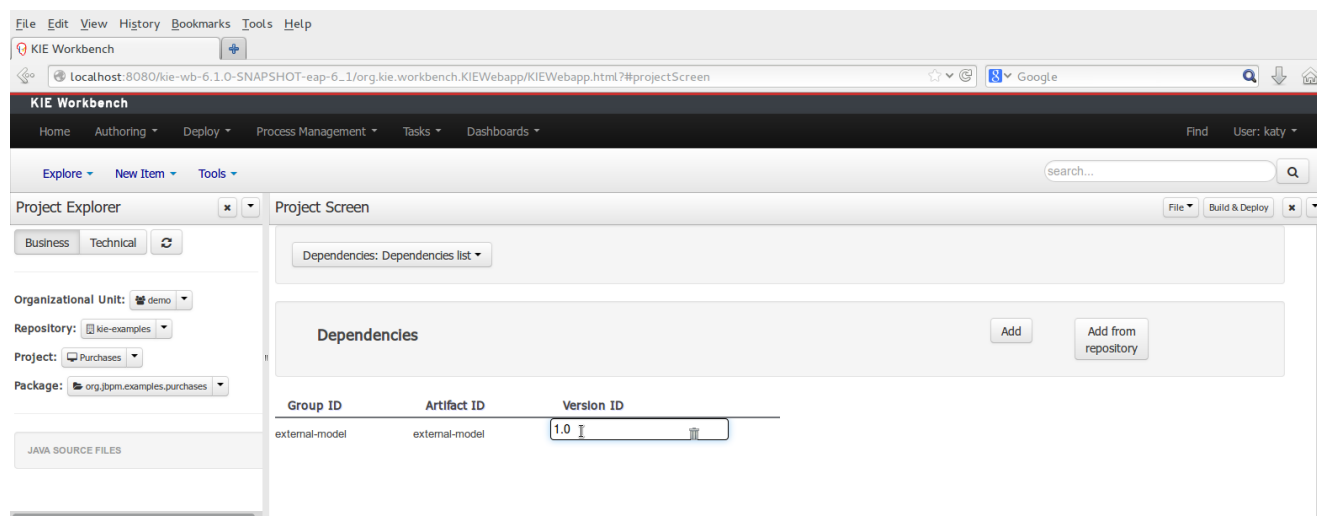 File Edit View History Bookmarks Tools Help
KIE Workbench
localhost:8080/kie-wb-6.1.0-SNAPSHOT-eap-6_1/org.kie.workbench.KIEWebapp/KIEWebapp.html?#projectScreen
8 Google
KIE Workbench
Home Authoring Deploy Process Management Tasks Dashboards Find User: katy
Explore New Item Tools search...
Project Explorer Project Screen File Build & Deploy
Business Technical
Dependencies: Dependencies list
Organizational Unit: demo
Repository: kie-examples
Project: Purchases
Package: org.jbpm.examples.purchases
Dependencies Add Add from
repository
Group ID Artifact ID Version ID
external-model external-model 1.0
JAVA SOURCE FILES